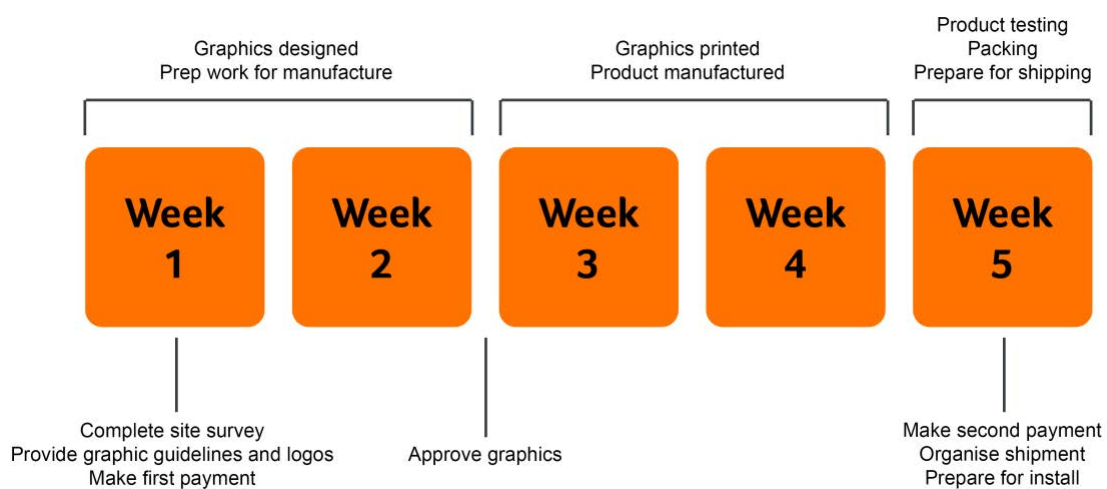 Graphics designed
Prep work for manufacture
Graphics printed
Product manufactured
Product testing
Packing
Prepare for shipping
Week
1
Week
2
Week
3
Week
4
Week
5
Complete site survey
Provide graphic guidelines and logos
Make first payment
Approve graphics
Make second payment
Organise shipment
Prepare for install